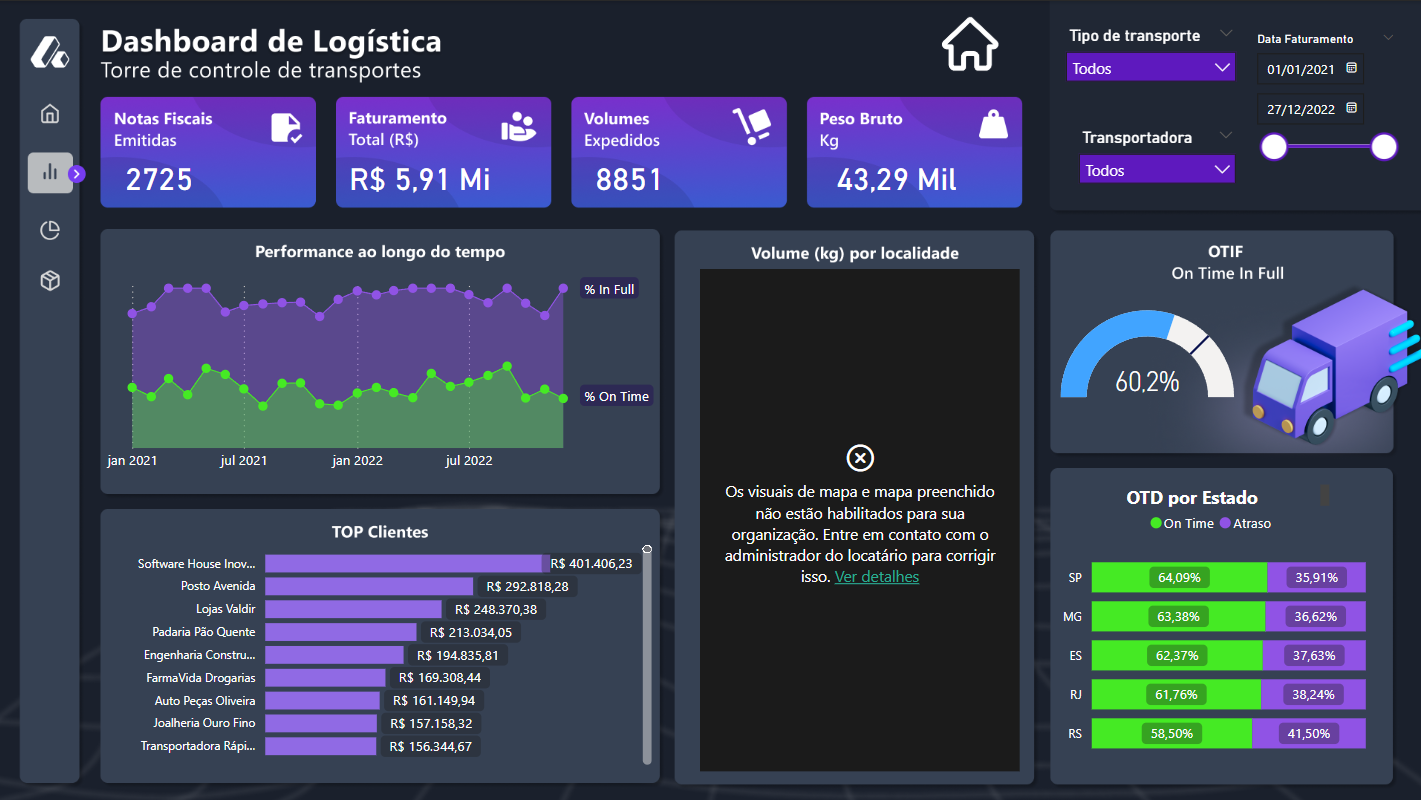 Dashboard de Logística
Torre de controle de transportes
Tipo de transporte
Todos
Data Faturamento
01/01/2021
27/12/2022
Transportadora
Todos
Notas Fiscais
Emitidas
2725
Faturamento
Total (R$)
R$ 5,91 Mi
Volumes
Expedidos
8851
Peso Bruto
Kg
43,29 Mil
Performance ao longo do tempo
% In Full
% On Time
jan 2021
jul 2021
jan 2022
jul 2022
TOP Clientes
Software House Inov... R$ 401.406,23
Posto Avenida R$ 292.818,28
Lojas Valdir R$ 248.370,38
Padaria Pão Quente R$ 213.034,05
Engenharia Constru... R$ 194.835,81
FarmaVida Drogarias R$ 169.308,44
Auto Peças Oliveira R$ 161.149,94
Joalheria Ouro Fino R$ 157.158,32
Transportadora Rápi... R$ 156.344,67
Volume (kg) por localidade
Os visuais de mapa e mapa preenchido
não estão habilitados para sua
organização. Entre em contato com o
administrador do locatário para corrigir
isso. Ver detalhes
OTIF
On Time In Full
60,2%
OTD por Estado
On Time Atraso
SP 64,09% 35,91%
MG 63,38% 36,62%
ES 62,37% 37,63%
RJ 61,76% 38,24%
RS 58,50% 41,50%